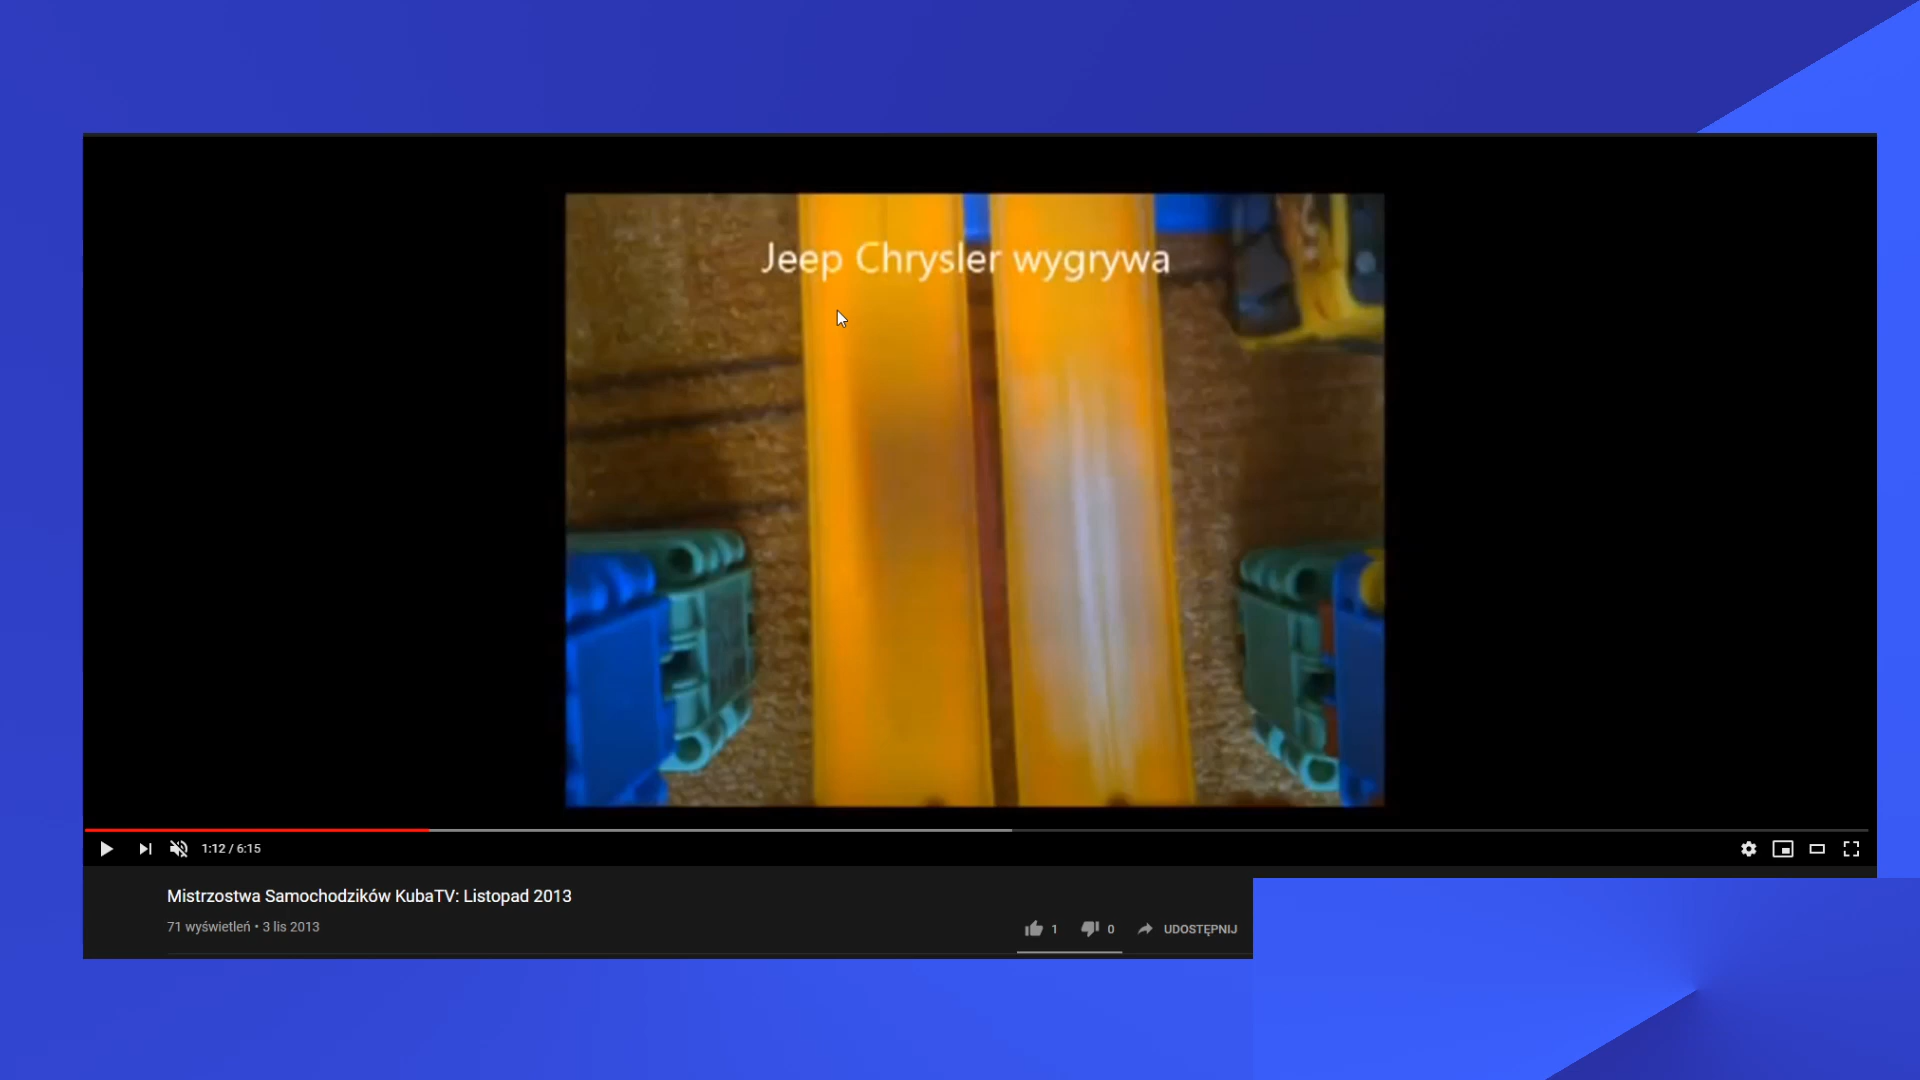 Jeep Chrysler wygrywa
1:12 / 6:15
Mistrzostwa Samochodzików KubaTV: Listopad 2013
71 wyświetleń • 3 lis 2013
1
0
UDOSTĘPNIJ